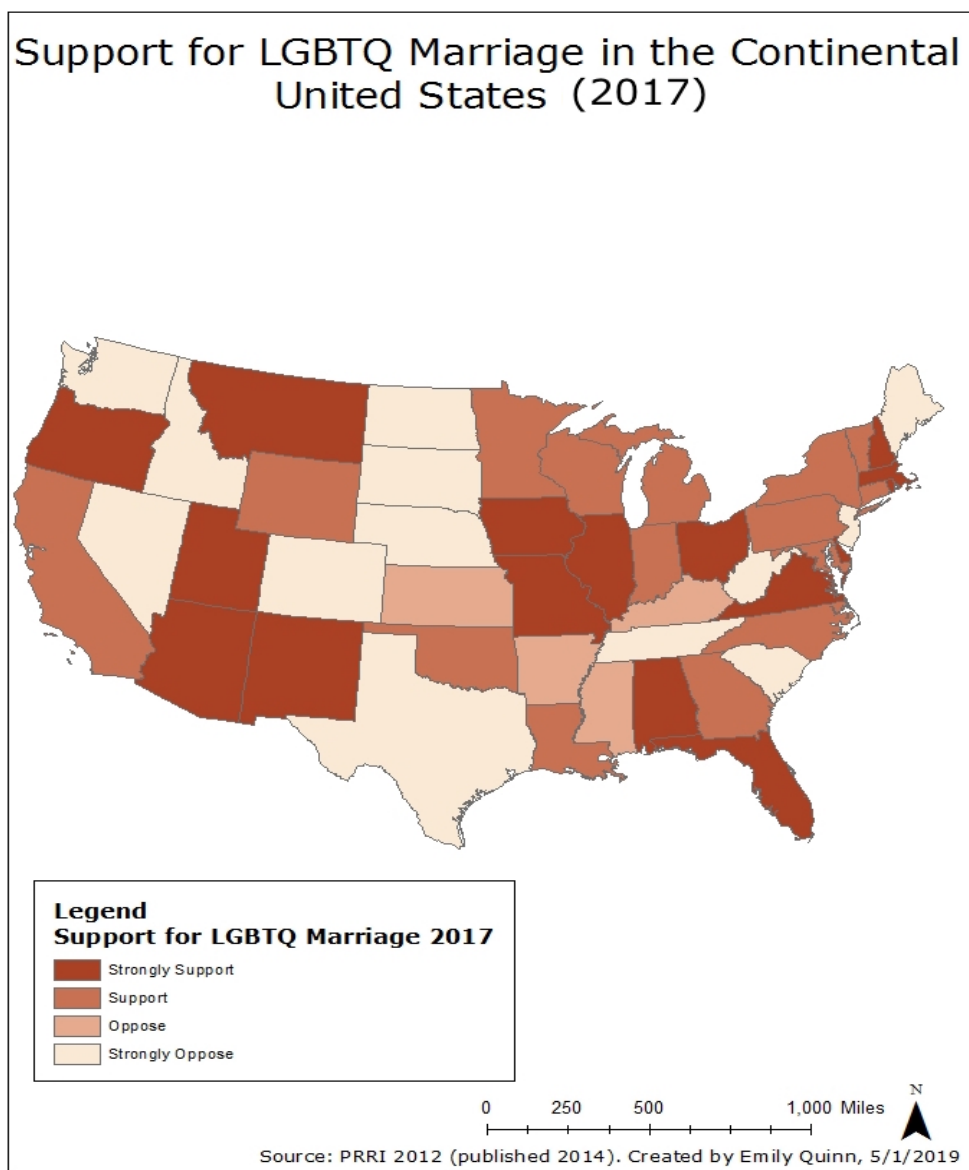 Support for LGBTQ Marriage in the Continental
United States (2017)
Legend
Support for LGBTQ Marriage 2017
Strongly Support
Support
Oppose
Strongly Oppose
0 250 500 1,000 Miles
N
Source: PRRI 2012 (published 2014). Created by Emily Quinn, 5/1/2019